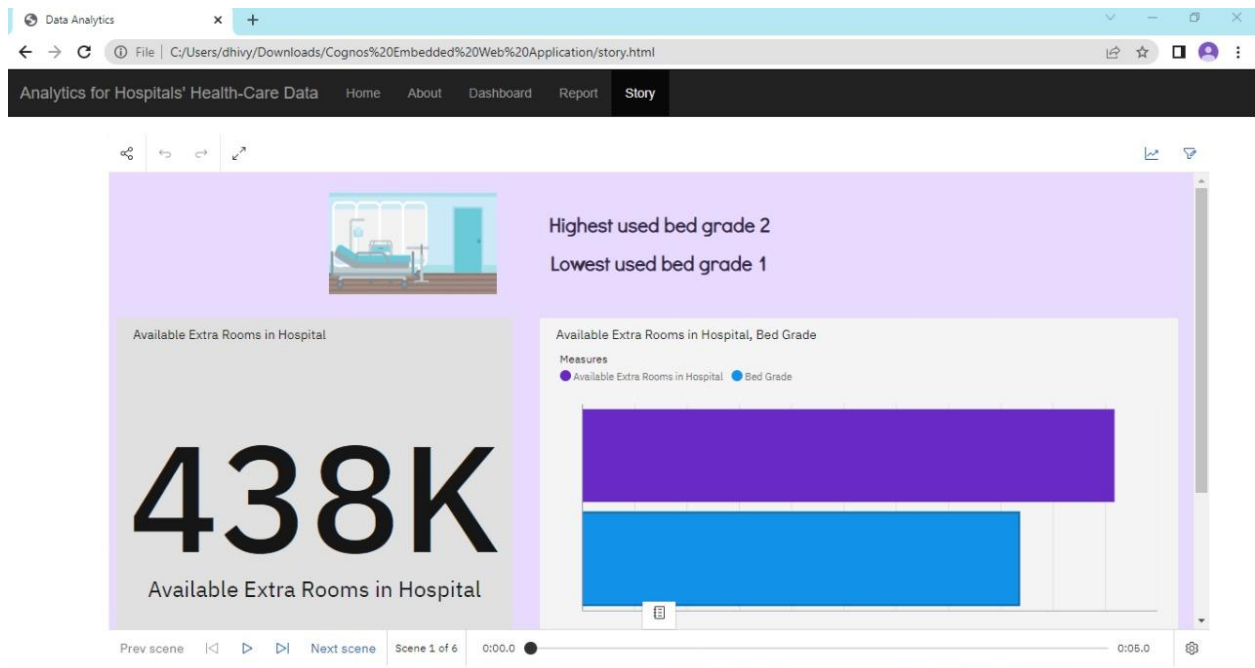 Data Analytics
File | C:/Users/dhivy/Downloads/Cognos%20Embedded%20Web%20Application/story.html
Analytics for Hospitals' Health-Care Data Home About Dashboard Report Story
Highest used bed grade 2
Lowest used bed grade 1
Available Extra Rooms in Hospital
438K
Available Extra Rooms in Hospital
Available Extra Rooms in Hospital, Bed Grade
Measures
Available Extra Rooms in Hospital Bed Grade
Prev scene Next scene Scene 1 of 6 0:00.0 0:05.0